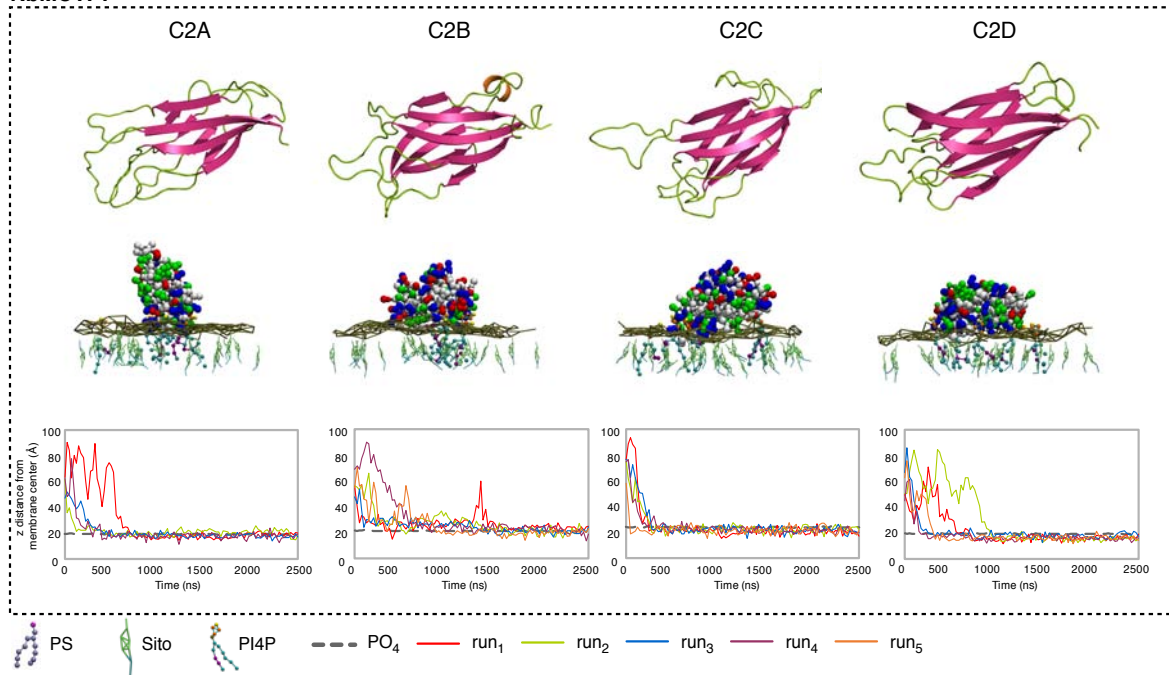 C2A C2B C2C C2D
z distance from
membrane center (Å)
100 100 100 100
80 80 80 80
60 60 60 60
40 40 40 40
20 20 20 20
0 0 0 0
0 500 1000 1500 2000 2500 0 500 1000 1500 2000 2500 0 500 1000 1500 2000 2500 0 500 1000 1500 2000 2500
Time (ns) Time (ns) Time (ns) Time (ns)
PS Sito PI4P PO4 run1 run2 run3 run4 run5